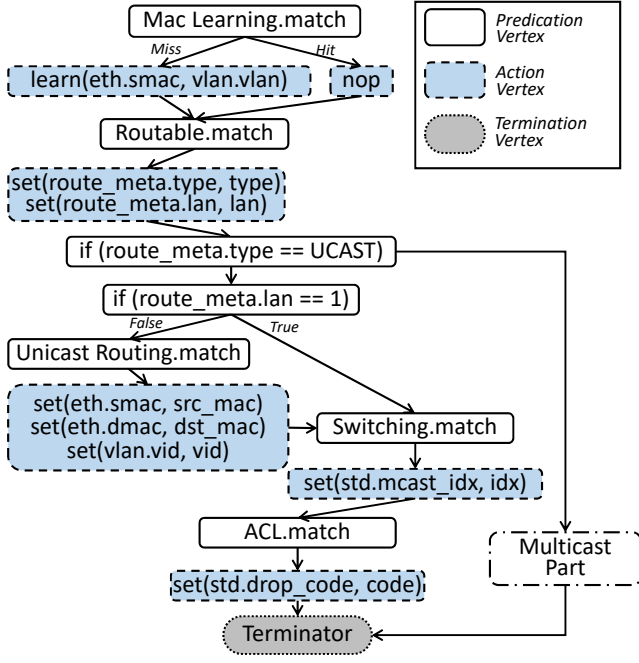 Mac Learning.match
Miss
Hit
learn(eth.smac, vlan.vlan)
nop
Routable.match
set(route_meta.type, type)
set(route_meta.lan, lan)
if (route_meta.type == UCAST)
if (route_meta.lan == 1)
False
True
Unicast Routing.match
set(eth.smac, src_mac)
set(eth.dmac, dst_mac)
set(vlan.vid, vid)
Switching.match
set(std.mcast_idx, idx)
ACL.match
set(std.drop_code, code)
Multicast
Part
Terminator
Predication
Vertex
Action
Vertex
Termination
Vertex